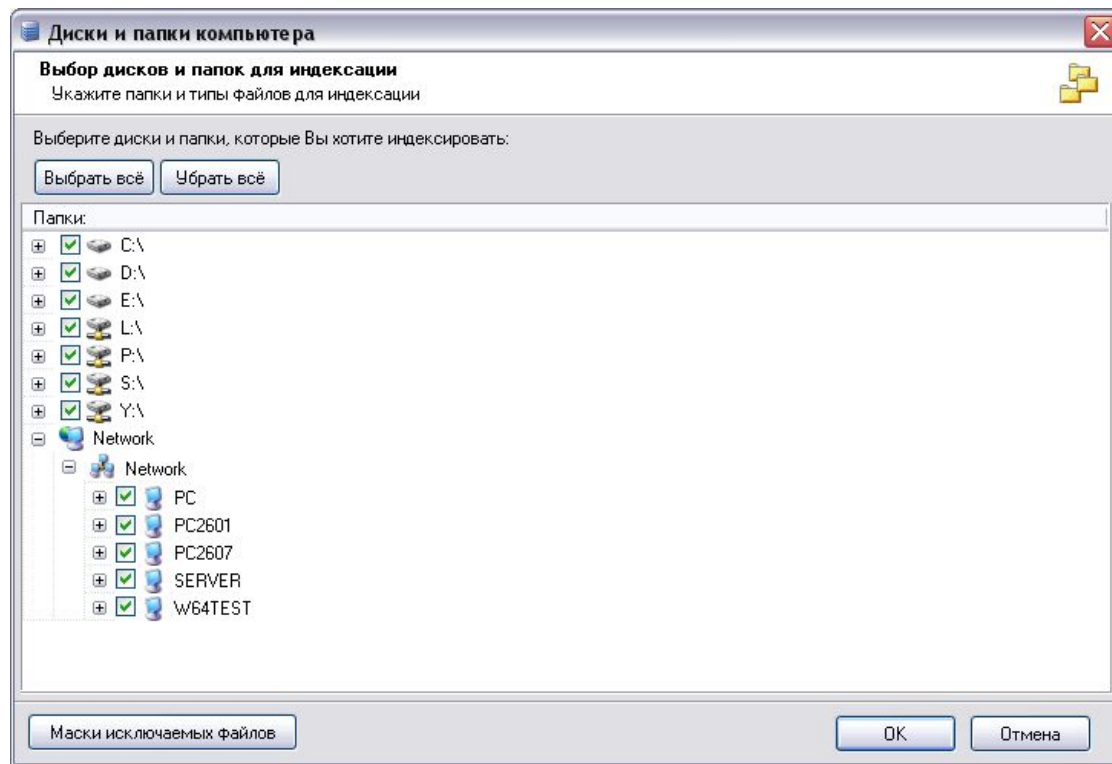 Диски и папки компьютера
Выбор дисков и папок для индексации
Укажите папки и типы файлов для индексации
Выберите диски и папки, которые Вы хотите индексировать:
Выбрать всё Убрать всё
Папки:
C:\
D:\
E:\
L:\
P:\
S:\
Y:\
Network
Network
PC
PC2601
PC2607
SERVER
W64TEST
Маски исключаемых файлов OK Отмена